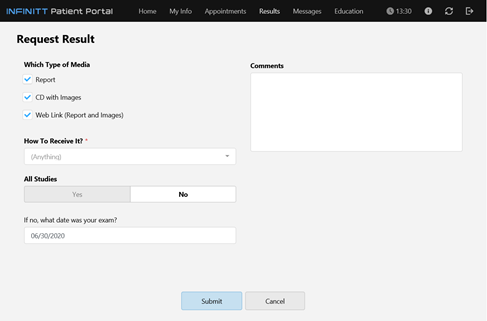 INFINITT Patient Portal Home My Info Appointments Results Messages Education 13:30
Request Result
Which Type of Media
Report
CD with Images
Web Link (Report and Images)
How To Receive It? *
(Anything)
All Studies
Yes No
If no, what date was your exam?
06/30/2020
Comments
Submit Cancel